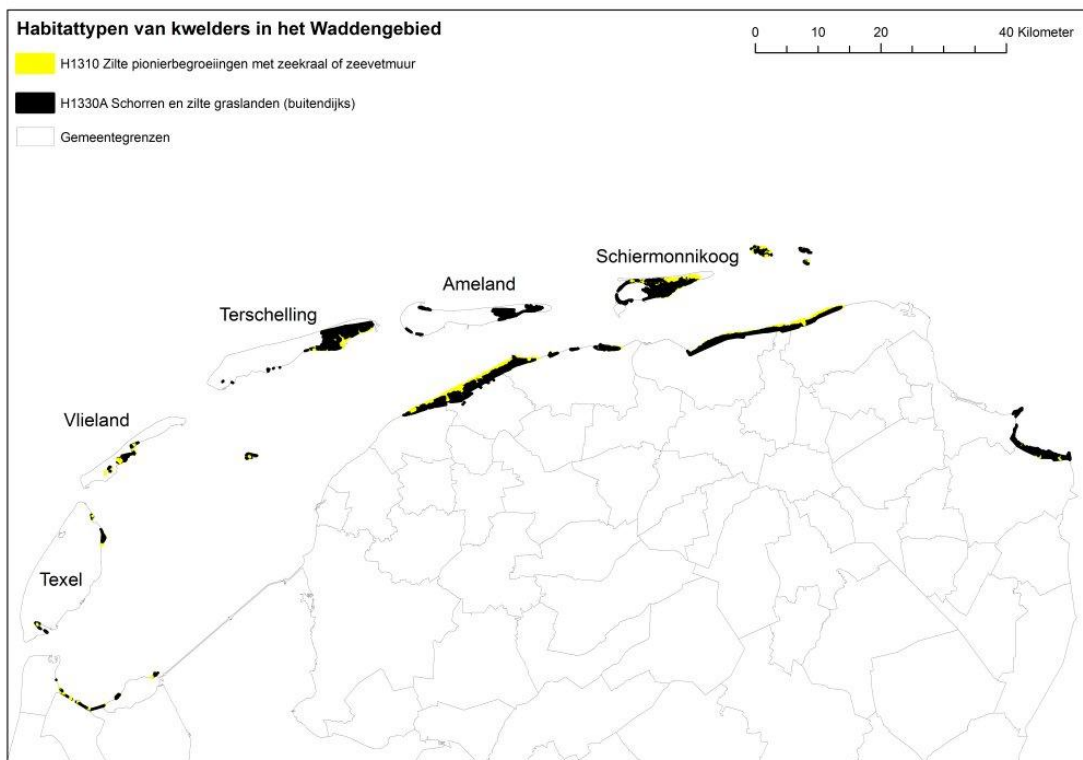 Habitattypen van kwelders in het Waddengebied
0 10 20 40 Kilometer
H1310 Zilte pionierbegroeiingen met zeekraal of zeevetmuur
H1330A Schorren en zilte graslanden (buitendijks)
Gemeentegrenzen
Schiermonnikoog
Ameland
Terschelling
Vlieland
Texel